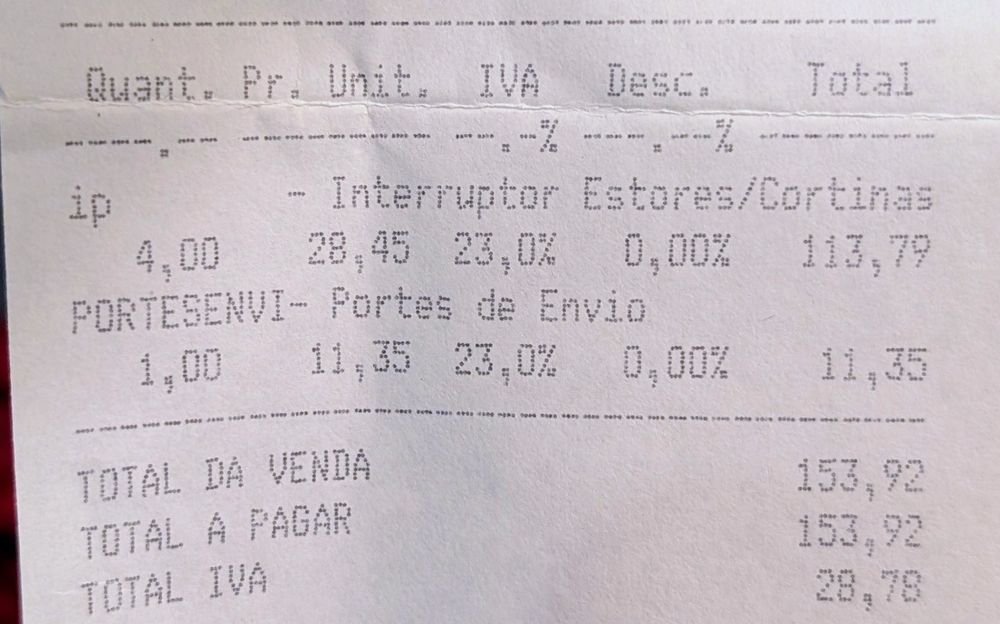 Quant. Pr. Unit. IVA Desc. Total
ip - Interruptor Estores/Cortinas
4,00 28,45 23,0% 0,00% 113,79
PORTESENVI- Portes de Envio
1,00 11,35 23,0% 0,00% 11,35
TOTAL DA VENDA 153,92
TOTAL A PAGAR 153,92
TOTAL IVA 28,78